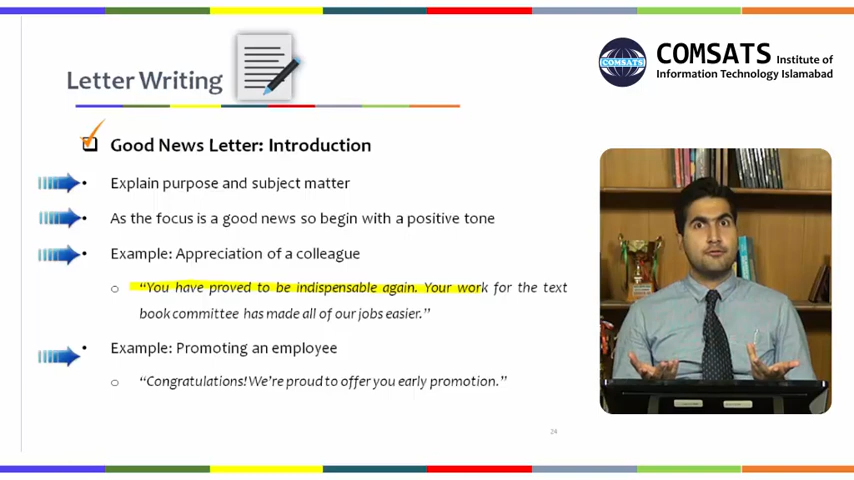 Letter Writing
COMSATS Institute of
Information Technology Islamabad
COMSATS
Good News Letter: Introduction
• Explain purpose and subject matter
• As the focus is a good news so begin with a positive tone
• Example: Appreciation of a colleague
o “You have proved to be indispensable again. Your work for the text
book committee has made all of our jobs easier.”
• Example: Promoting an employee
o “Congratulations! We’re proud to offer you early promotion.”
24